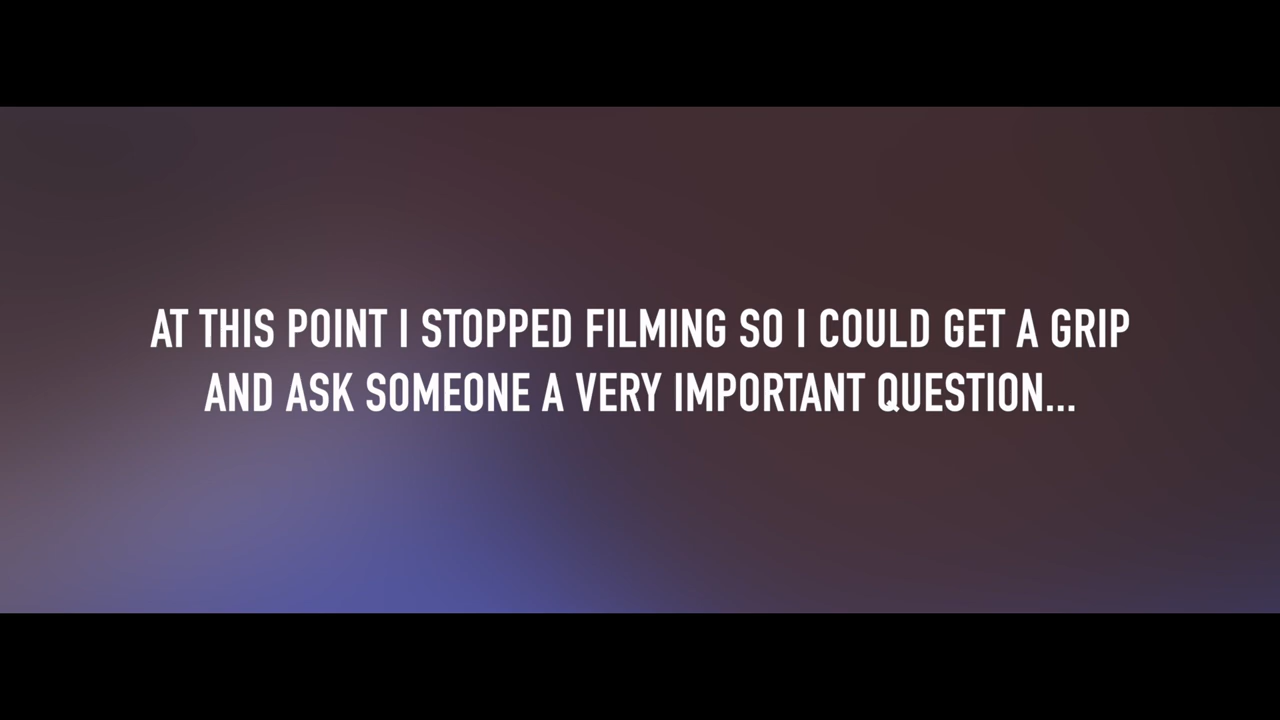 AT THIS POINT I STOPPED FILMING SO I COULD GET A GRIP
AND ASK SOMEONE A VERY IMPORTANT QUESTION...